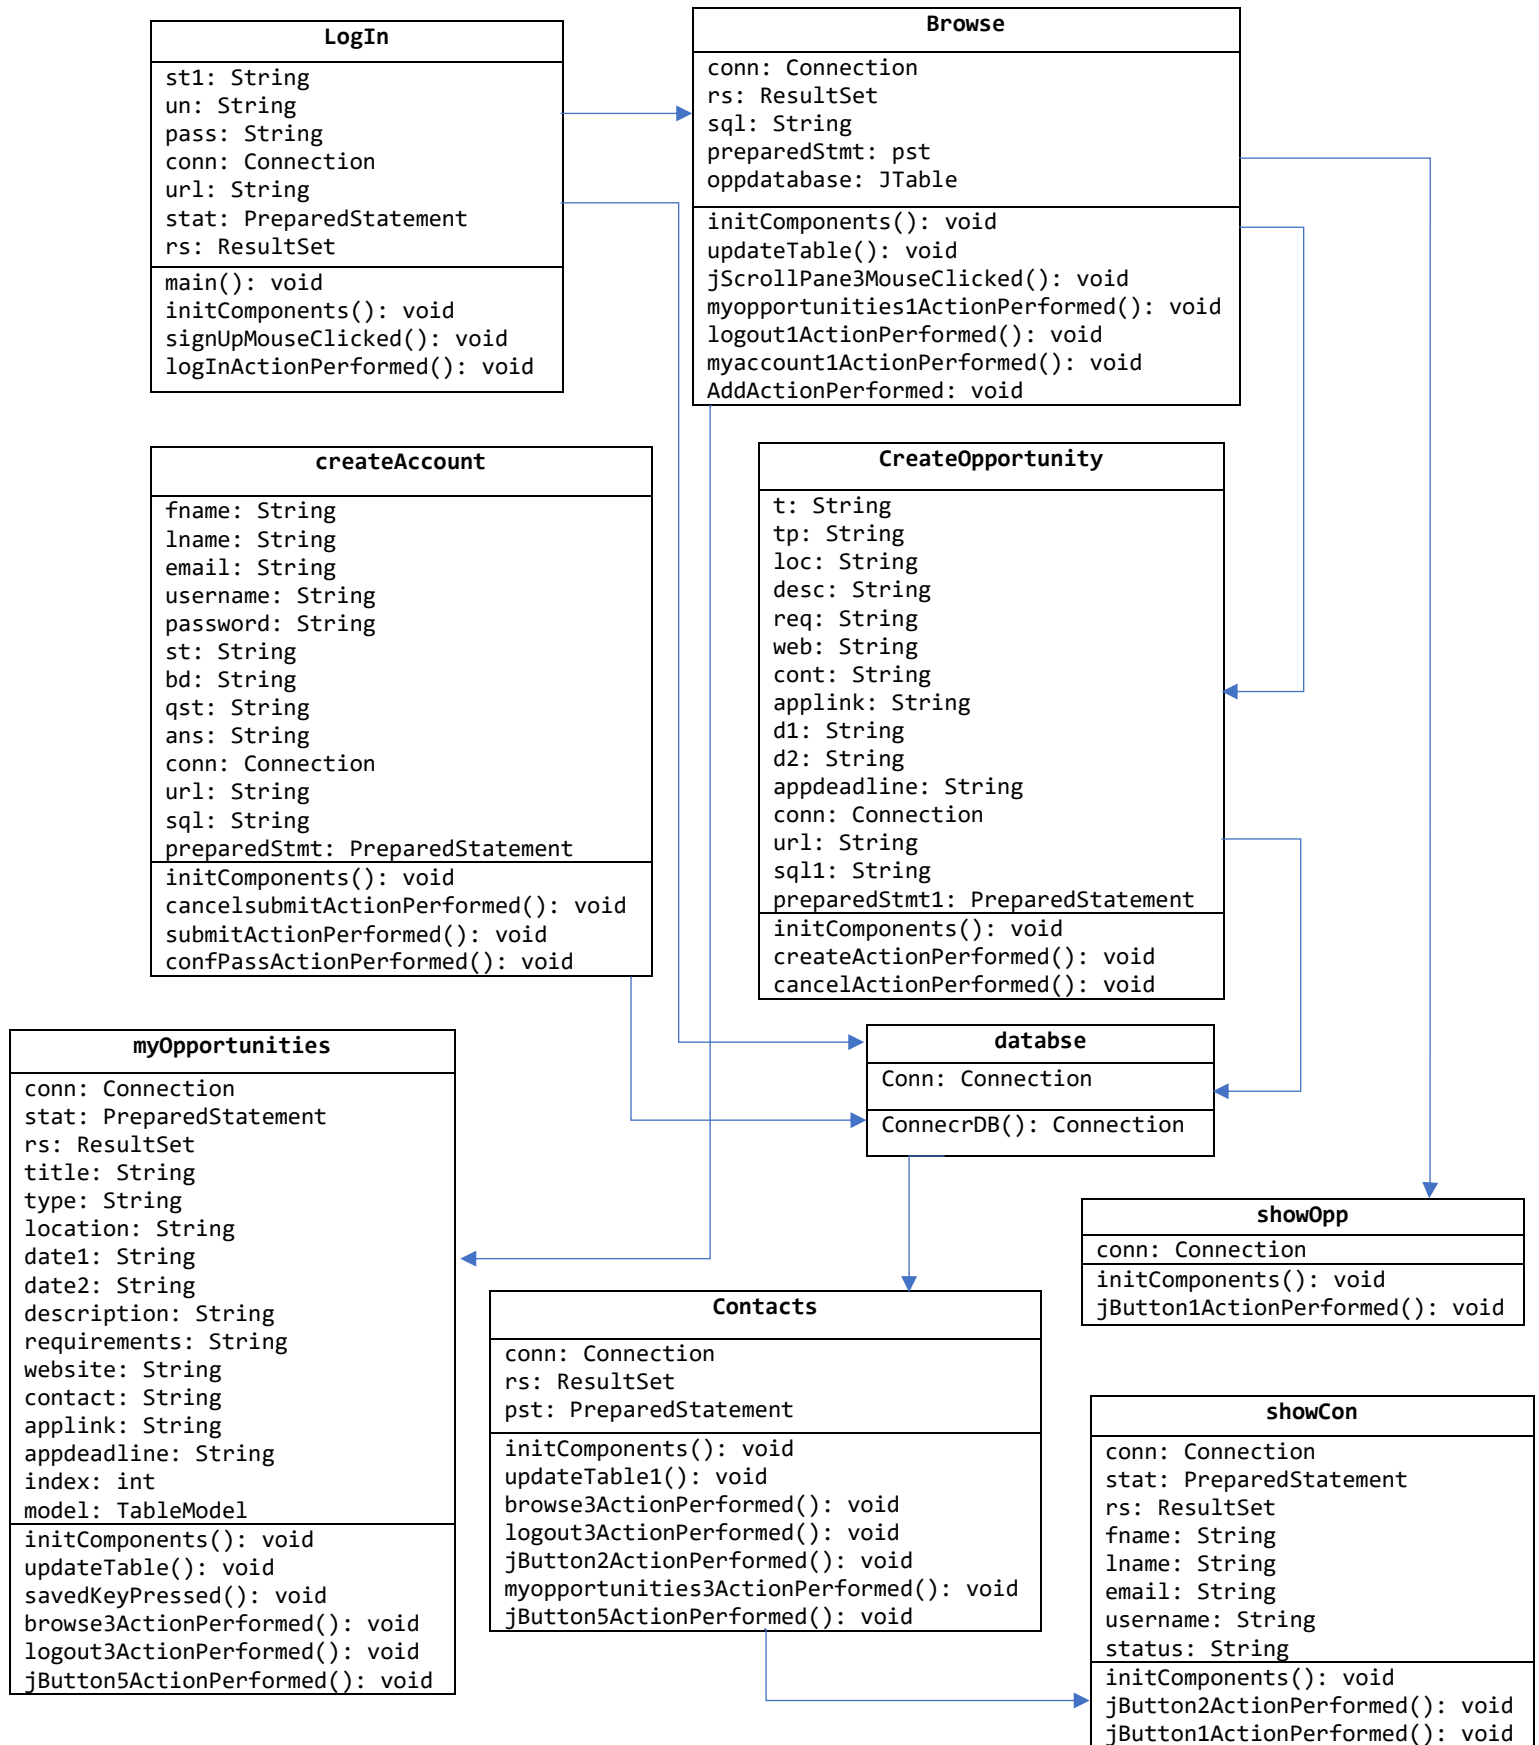 LogIn
st1: String
un: String
pass: String
conn: Connection
url: String
stat: PreparedStatement
rs: ResultSet
main(): void
initComponents(): void
signUpMouseClicked(): void
logInActionPerformed(): void
Browse
conn: Connection
rs: ResultSet
sql: String
preparedStmt: pst
oppdatabase: JTable
initComponents(): void
updateTable(): void
jScrollPane3MouseClicked(): void
myopportunities1ActionPerformed(): void
logout1ActionPerformed(): void
myaccount1ActionPerformed(): void
AddActionPerformed: void
createAccount
fname: String
lname: String
email: String
username: String
password: String
st: String
bd: String
qst: String
ans: String
conn: Connection
url: String
sql: String
preparedStmt: PreparedStatement
initComponents(): void
cancelsubmitActionPerformed(): void
submitActionPerformed(): void
confPassActionPerformed(): void
CreateOpportunity
t: String
tp: String
loc: String
desc: String
req: String
web: String
cont: String
applink: String
d1: String
d2: String
appdeadline: String
conn: Connection
url: String
sql1: String
preparedStmt1: PreparedStatement
initComponents(): void
createActionPerformed(): void
cancelActionPerformed(): void
myOpportunities
conn: Connection
stat: PreparedStatement
rs: ResultSet
title: String
type: String
location: String
date1: String
date2: String
description: String
requirements: String
website: String
contact: String
applink: String
appdeadline: String
index: int
model: TableModel
initComponents(): void
updateTable(): void
savedKeyPressed(): void
browse3ActionPerformed(): void
logout3ActionPerformed(): void
jButton5ActionPerformed(): void
databse
Conn: Connection
ConnecrDB(): Connection
showOpp
conn: Connection
initComponents(): void
jButton1ActionPerformed(): void
Contacts
conn: Connection
rs: ResultSet
pst: PreparedStatement
initComponents(): void
updateTable1(): void
browse3ActionPerformed(): void
logout3ActionPerformed(): void
jButton2ActionPerformed(): void
myopportunities3ActionPerformed(): void
jButton5ActionPerformed(): void
showCon
conn: Connection
stat: PreparedStatement
rs: ResultSet
fname: String
lname: String
email: String
username: String
status: String
initComponents(): void
jButton2ActionPerformed(): void
jButton1ActionPerformed(): void